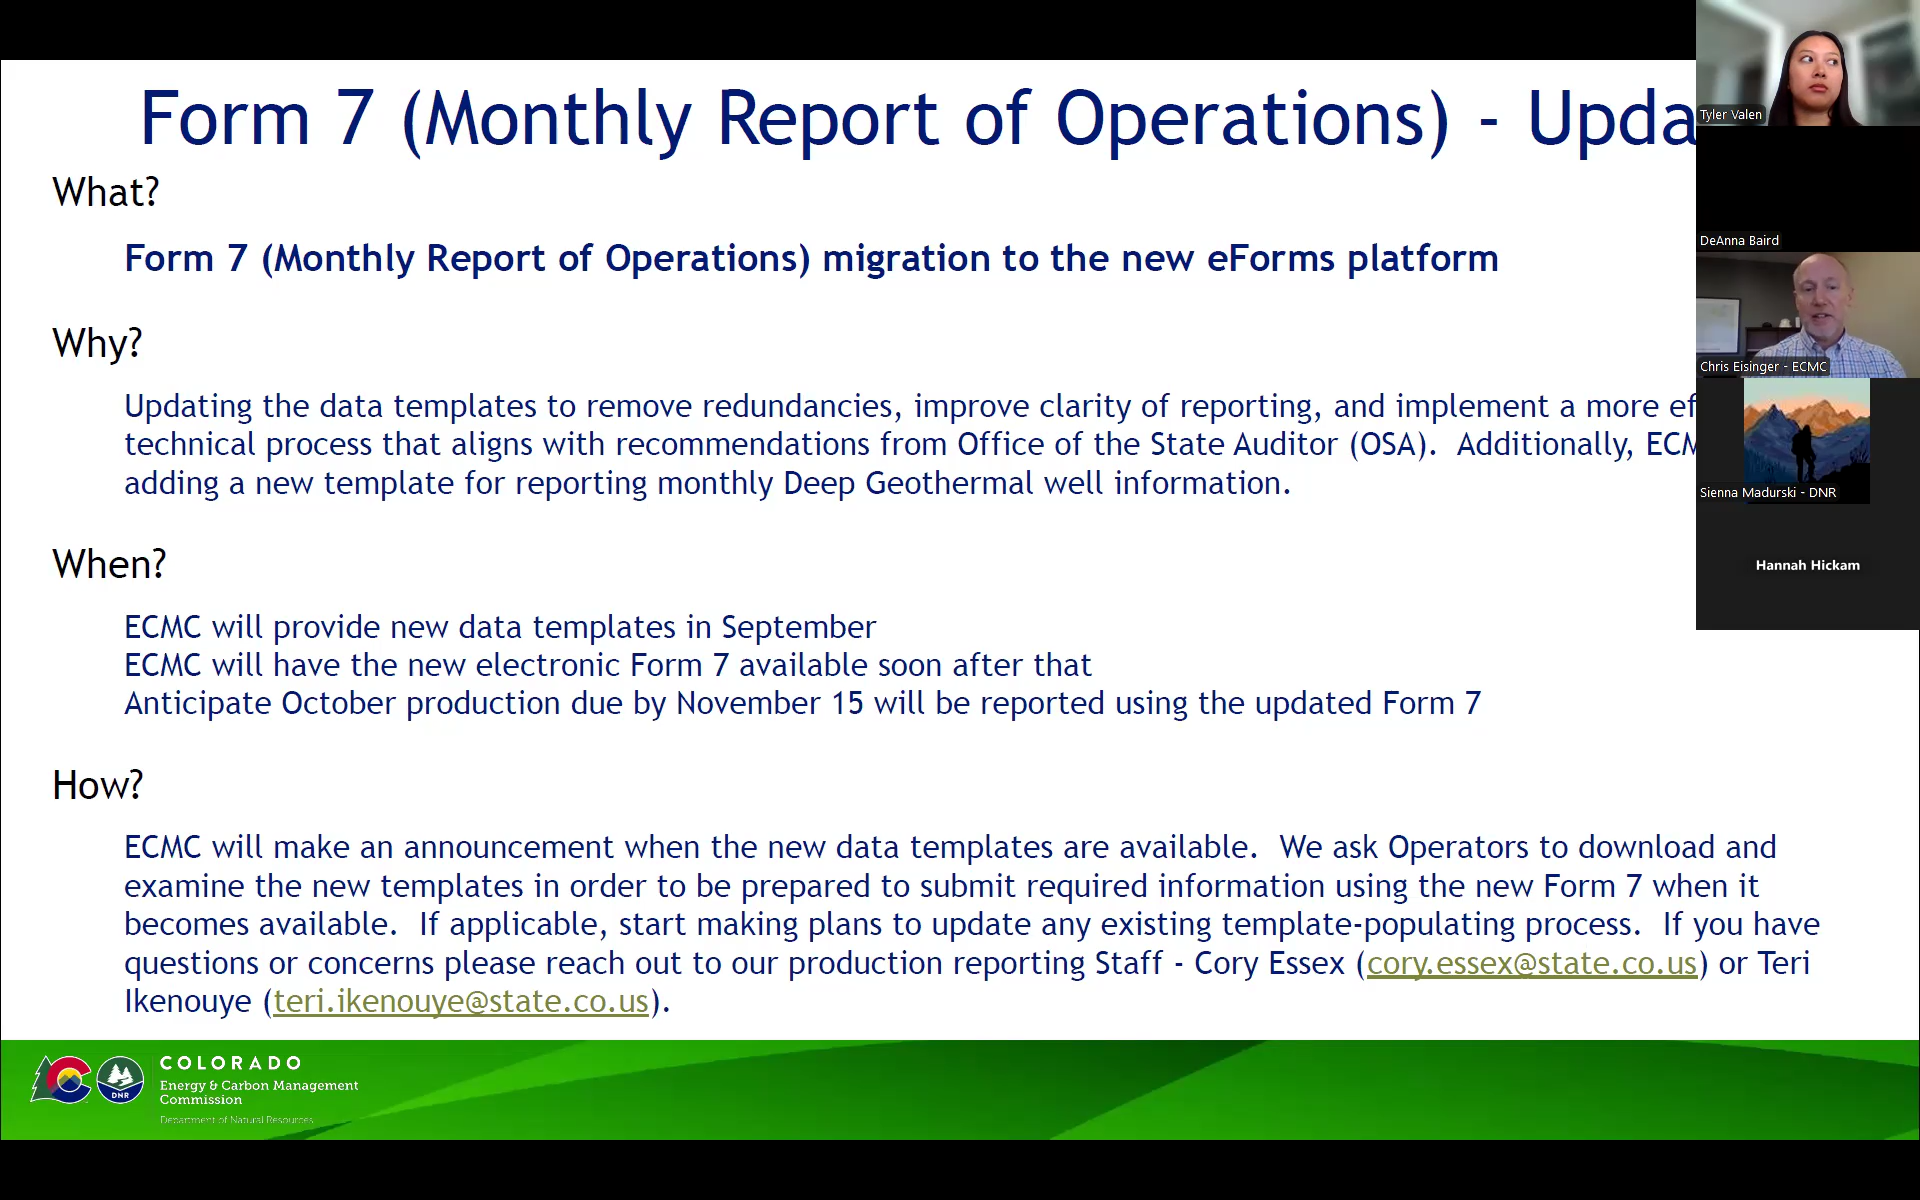 Form 7 (Monthly Report of Operations) - Upda
What?
Form 7 (Monthly Report of Operations) migration to the new eForms platform
Why?
Updating the data templates to remove redundancies, improve clarity of reporting, and implement a more ef
technical process that aligns with recommendations from Office of the State Auditor (OSA). Additionally, ECM
adding a new template for reporting monthly Deep Geothermal well information.
When?
ECMC will provide new data templates in September
ECMC will have the new electronic Form 7 available soon after that
Anticipate October production due by November 15 will be reported using the updated Form 7
How?
ECMC will make an announcement when the new data templates are available. We ask Operators to download and
examine the new templates in order to be prepared to submit required information using the new Form 7 when it
becomes available. If applicable, start making plans to update any existing template-populating process. If you have
questions or concerns please reach out to our production reporting Staff - Cory Essex (cory.essex@state.co.us) or Teri
Ikenouye (teri.ikenouye@state.co.us).
Tyler Valen
DeAnna Baird
Chris Eisinger - ECMC
Sienna Madurski - DNR
Hannah Hickam
DNR
COLORADO
Energy & Carbon Management
Commission
Department of Natural Resources